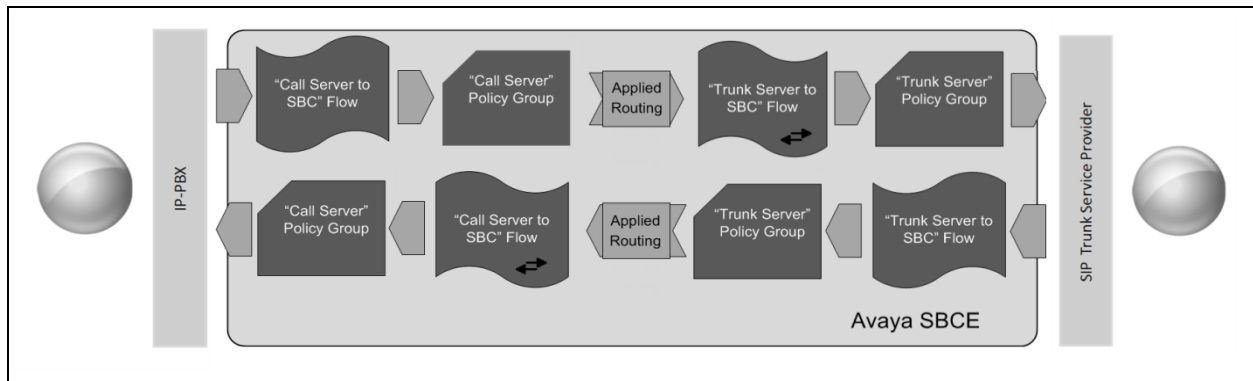 IP-PBX
“Call Server to
SBC” Flow
“Call Server”
Policy Group
Applied
Routing
“Trunk Server to
SBC” Flow
“Trunk Server”
Policy Group
“Call Server”
Policy Group
“Call Server to
SBC” Flow
Applied
Routing
“Trunk Server”
Policy Group
“Trunk Server to
SBC” Flow
Avaya SBCE
SIP Trunk Service Provider